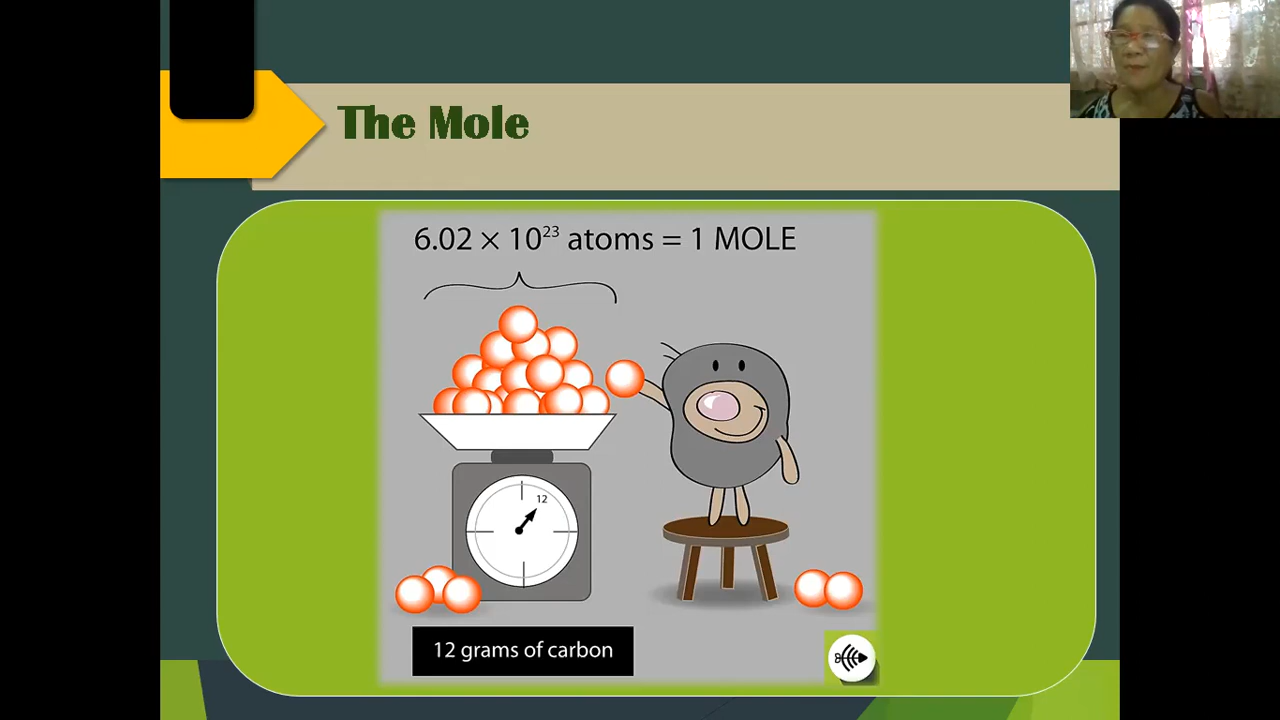 The Mole
6.02 × 10²³ atoms = 1 MOLE
12
12 grams of carbon